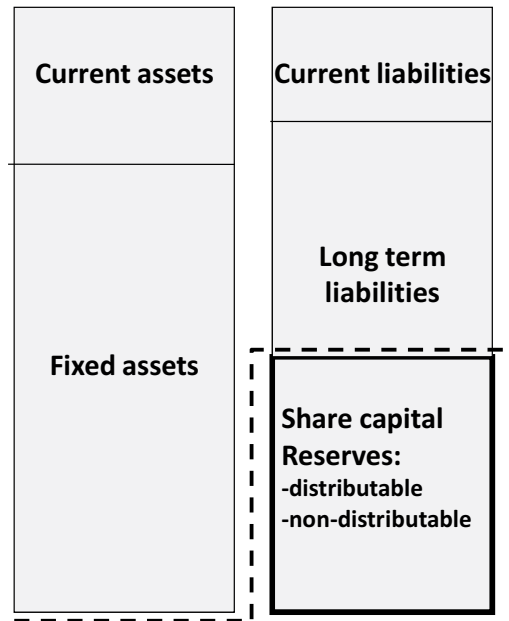 Current assets
Fixed assets
Current liabilities
Long term
liabilities
Share capital
Reserves:
-distributable
-non-distributable